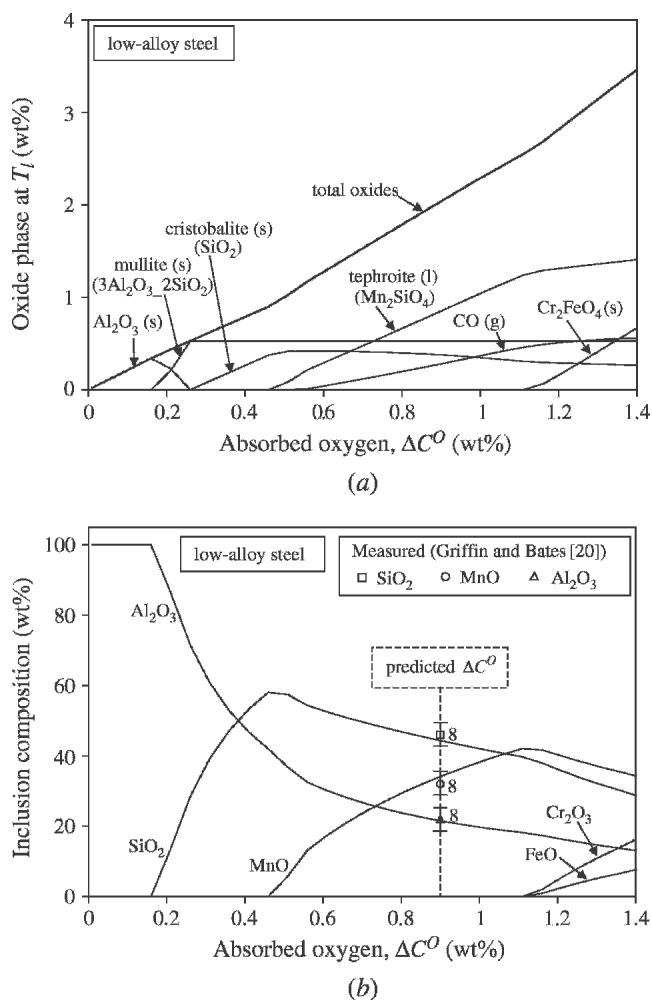 4
low-alloy steel
3
2
1
0
Oxide phase at T_l (wt%)
total oxides
cristobalite (s)
(SiO₂)
mullite (s)
(3Al₂O₃_2SiO₂)
Al₂O₃ (s)
tephroite (l)
(Mn₂SiO₄)
CO (g)
Cr₂FeO₄(s)
0 0.2 0.4 0.6 0.8 1 1.2 1.4
Absorbed oxygen, ΔC^O (wt%)
(a)
100
80
60
40
20
0
Inclusion composition (wt%)
low-alloy steel
Measured (Griffin and Bates [20])
SiO₂ MnO Al₂O₃
Al₂O₃
predicted ΔC^O
8
8
8
SiO₂
MnO
Cr₂O₃
FeO
0 0.2 0.4 0.6 0.8 1 1.2 1.4
Absorbed oxygen, ΔC^O (wt%)
(b)